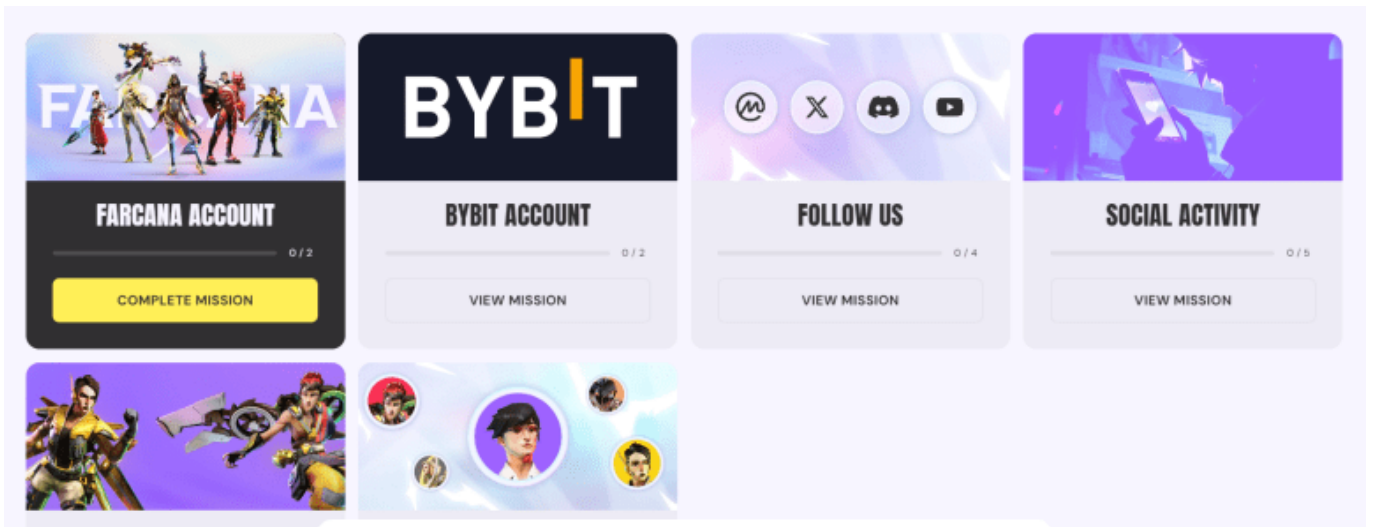 FARCANA
BYBIT
FARCANA ACCOUNT
0/2
COMPLETE MISSION
BYBIT ACCOUNT
0/2
VIEW MISSION
FOLLOW US
0/4
VIEW MISSION
SOCIAL ACTIVITY
0/5
VIEW MISSION